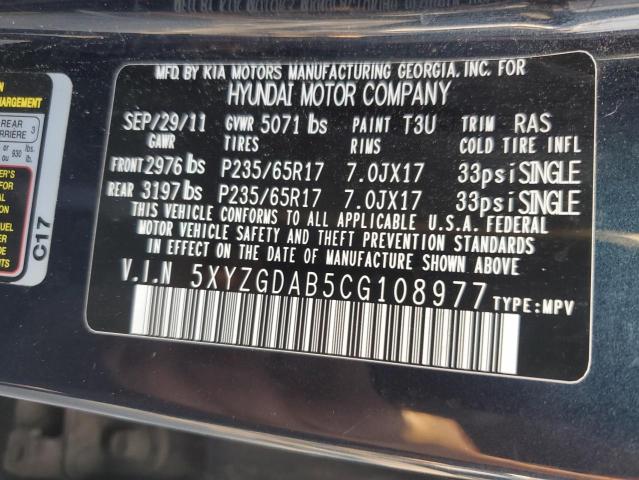 MFD. BY KIA MOTORS MANUFACTURING GEORGIA, INC. FOR
HYUNDAI MOTOR COMPANY
SEP/29/11 GVWR 5071 lbs PAINT T3U TRIM RAS
GAWR TIRES COLD TIRE INFL
FRONT 2976 lbs P235/65R17 7.0JX17 33psi SINGLE
REAR 3197 lbs P235/65R17 7.0JX17 33psi SINGLE
THIS VEHICLE CONFORMS TO ALL APPLICABLE U.S.A. FEDERAL
MOTOR VEHICLE SAFETY AND THEFT PREVENTION STANDARDS
IN EFFECT ON THE DATE OF MANUFACTURE SHOWN ABOVE.
V.I.N 5XYZGDAB5CG108977 TYPE: MPV
REAR 3
C17